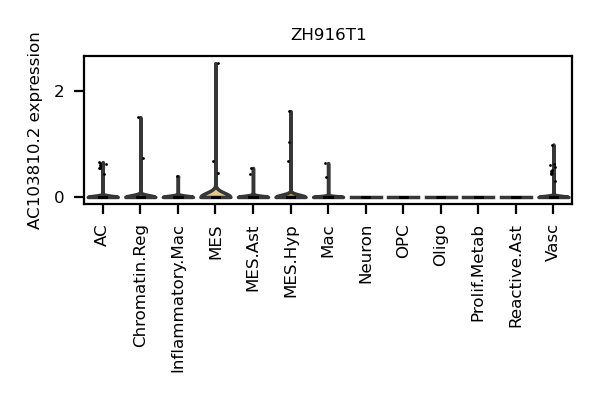 ZH916T1
AC103810.2 expression
2
0
AC
Chromatin.Reg
Inflammatory.Mac
MES
MES.Ast
MES.Hyp
Mac
Neuron
OPC
Oligo
Prolif.Metab
Reactive.Ast
Vasc